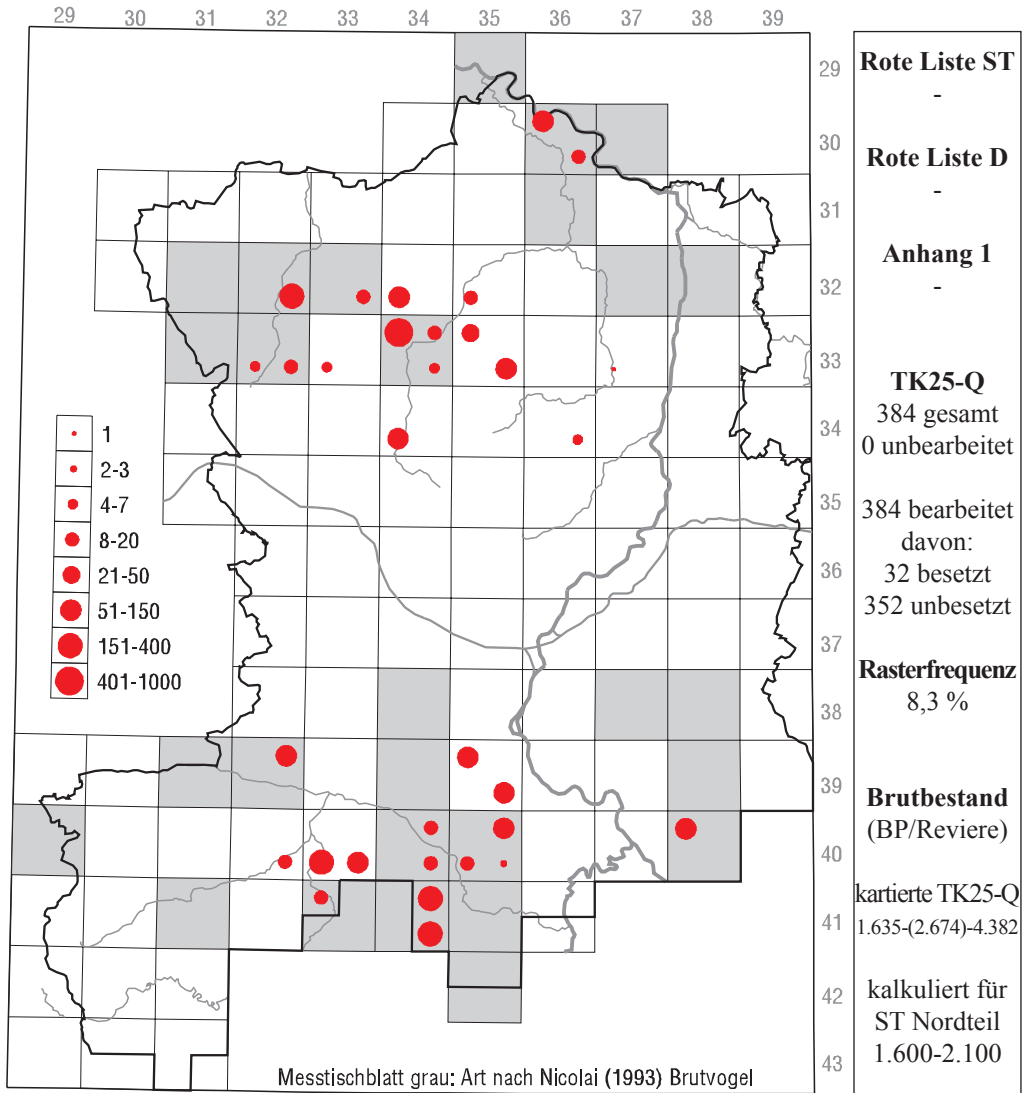 29 30 31 32 33 34 35 36 37 38 39
29
30
31
32
33
34
35
36
37
38
39
40
41
42
43
1
2-3
4-7
8-20
21-50
51-150
151-400
401-1000
Messtischblatt grau: Art nach Nicolai (1993) Brutvogel
Rote Liste ST
-
Rote Liste D
-
Anhang 1
-
TK25-Q
384 gesamt
0 unbearbeitet
384 bearbeitet
davon:
32 besetzt
352 unbesetzt
Rasterfrequenz
8,3 %
Brutbestand
(BP/Reviere)
kartierte TK25-Q
1.635-(2.674)-4.382
kalkuliert für
ST Nordteil
1.600-2.100